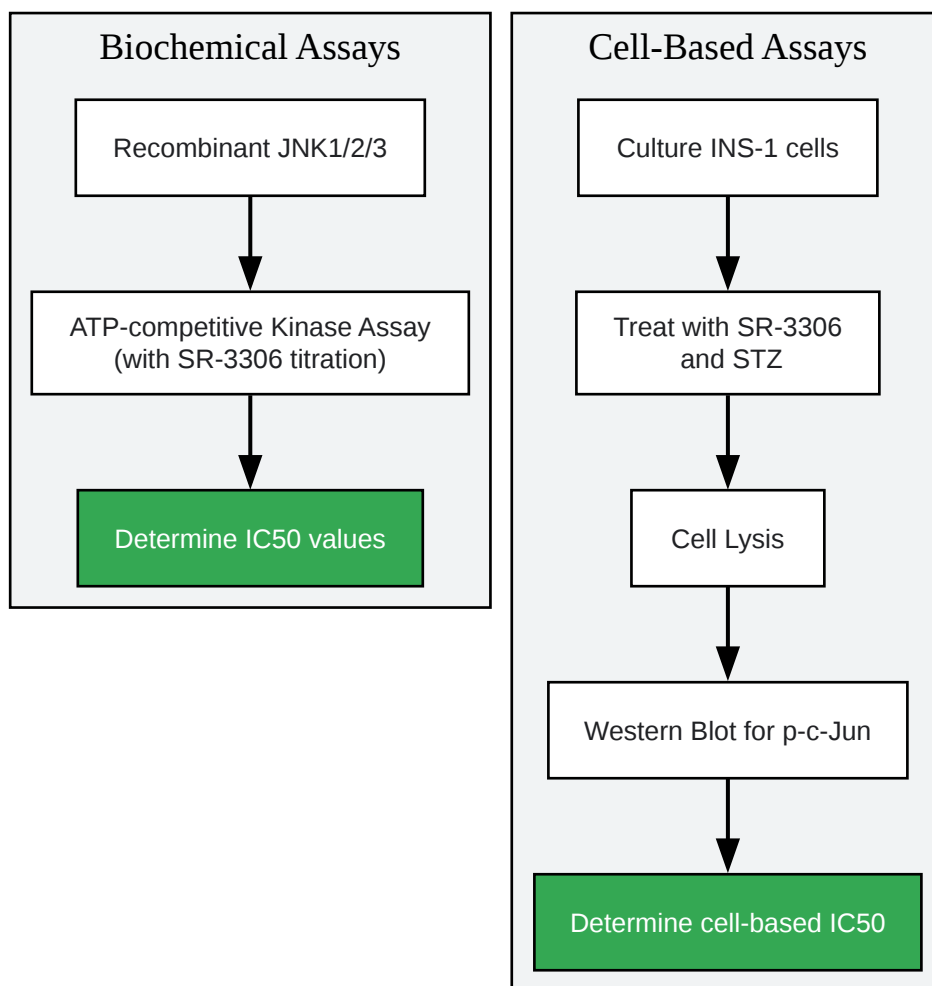 Biochemical Assays
Recombinant JNK1/2/3
ATP-competitive Kinase Assay
(with SR-3306 titration)
Determine IC50 values
Cell-Based Assays
Culture INS-1 cells
Treat with SR-3306
and STZ
Cell Lysis
Western Blot for p-c-Jun
Determine cell-based IC50